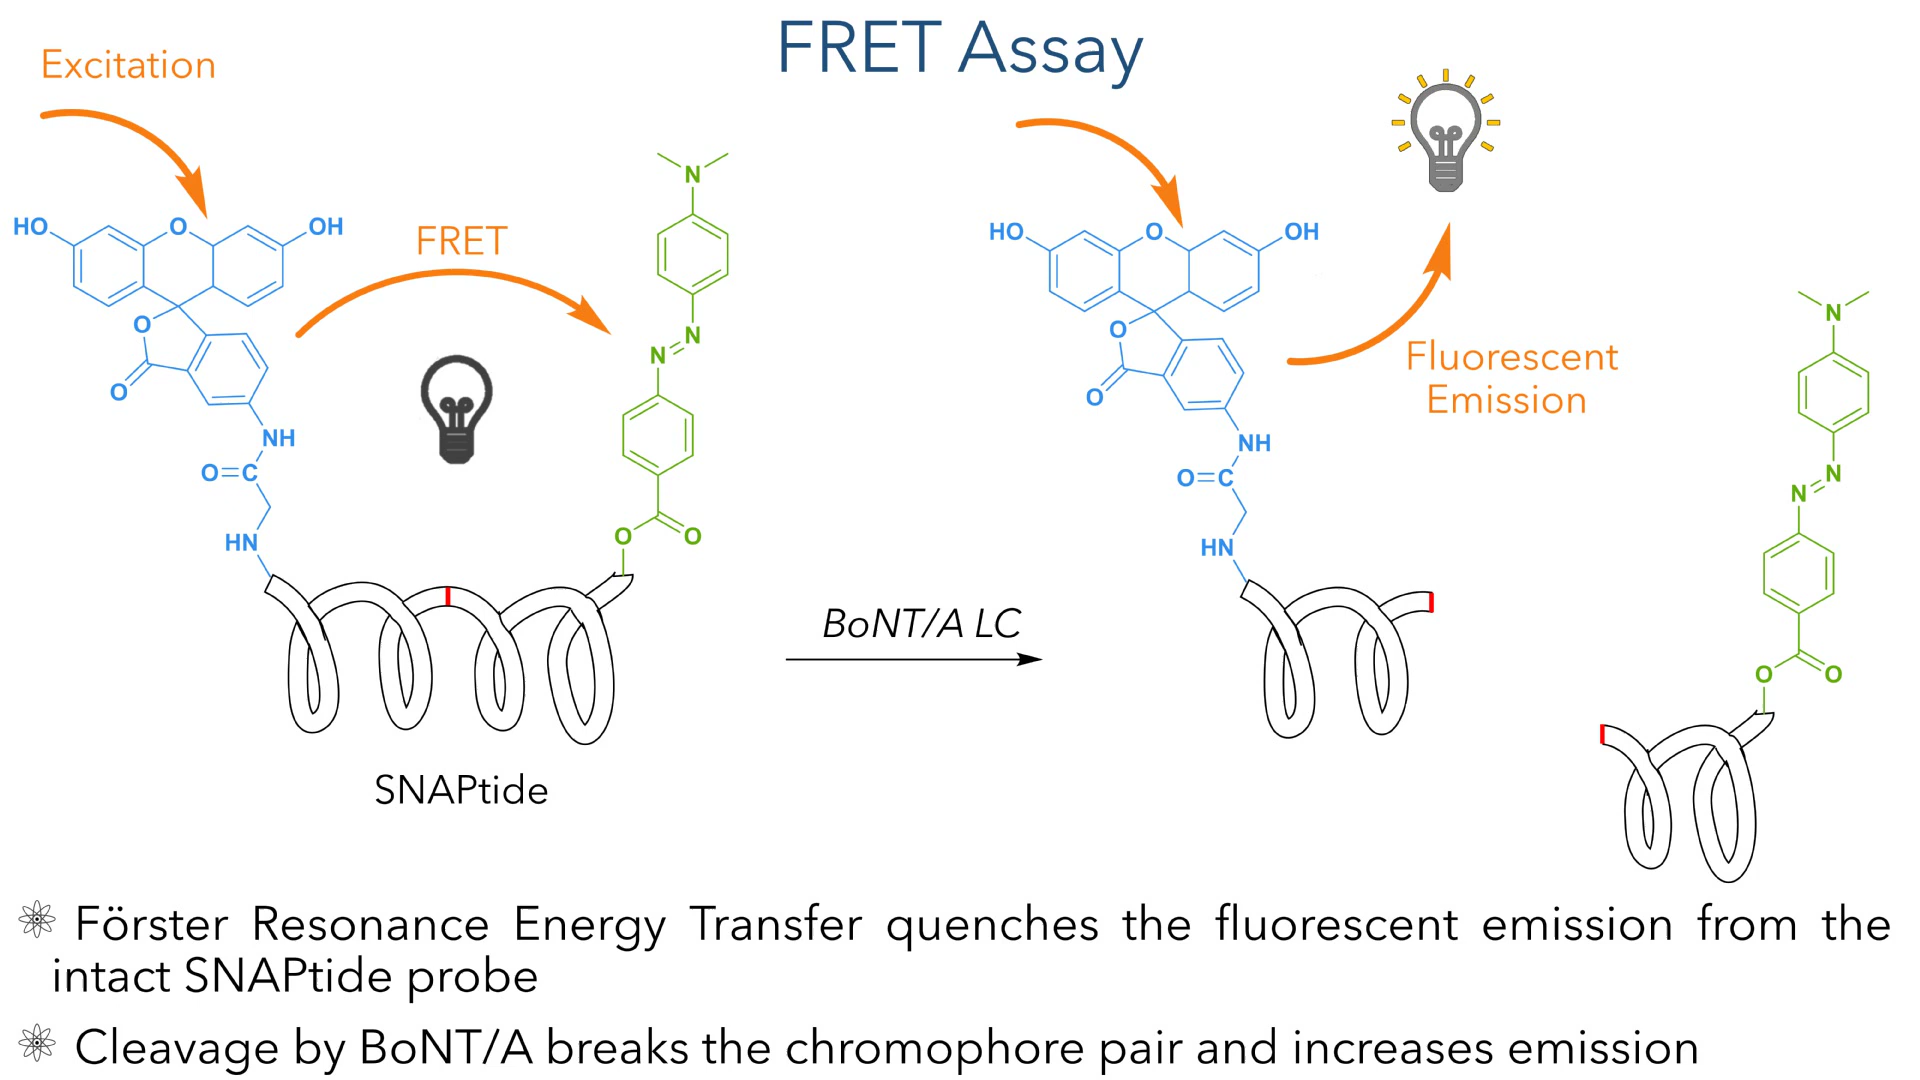 FRET Assay
Excitation
FRET
HO
O
OH
O
O
NH
O=C
HN
N
N
N
O
O
SNAPtide
BoNT/A LC
HO
O
OH
O
O
NH
O=C
HN
Fluorescent
Emission
N
N
N
O
O
Förster Resonance Energy Transfer quenches the fluorescent emission from the
intact SNAPtide probe
Cleavage by BoNT/A breaks the chromophore pair and increases emission